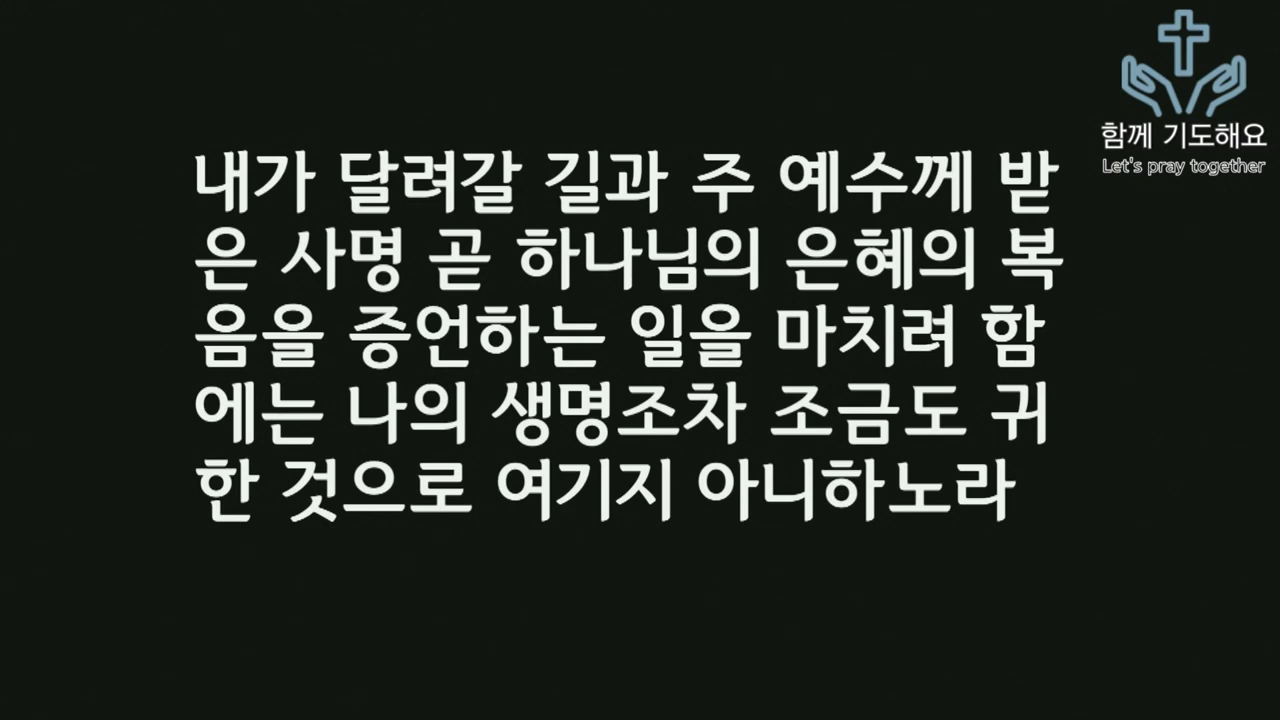 함께 기도해요
Let's pray together
내가 달려갈 길과 주 예수께 받
은 사명 곧 하나님의 은혜의 복
음을 증언하는 일을 마치려 함
에는 나의 생명조차 조금도 귀
한 것으로 여기지 아니하노라